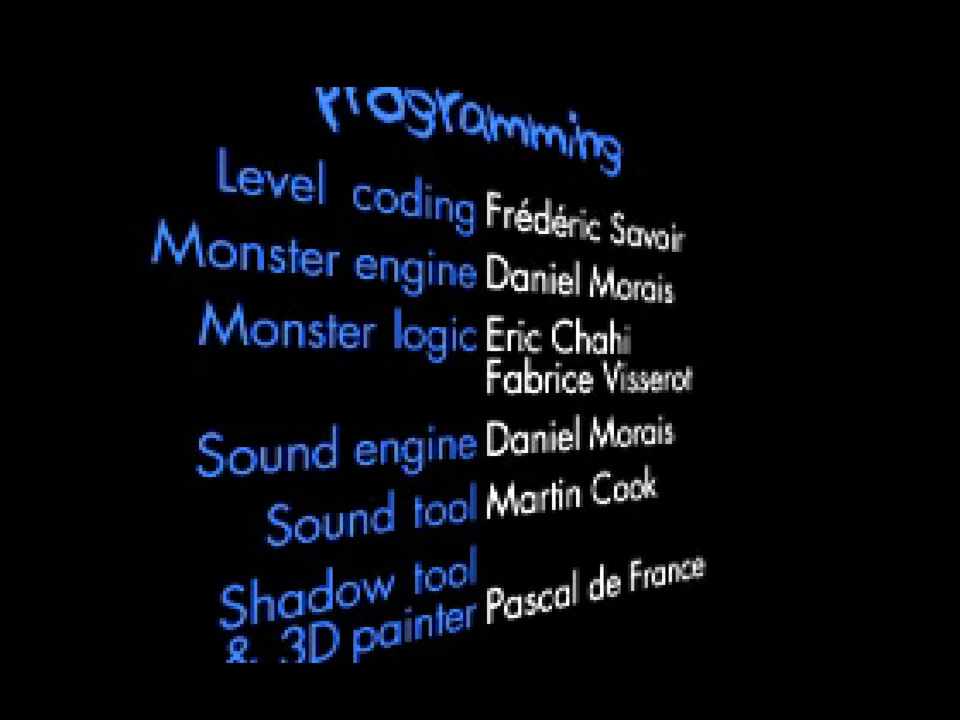 Programming
Level coding Frédéric Savoir
Monster engine Daniel Morais
Monster logic Eric Chahi
Fabrice Visserot
Sound engine Daniel Morais
Sound tool Martin Cook
Shadow tool
& 3D painter Pascal de France